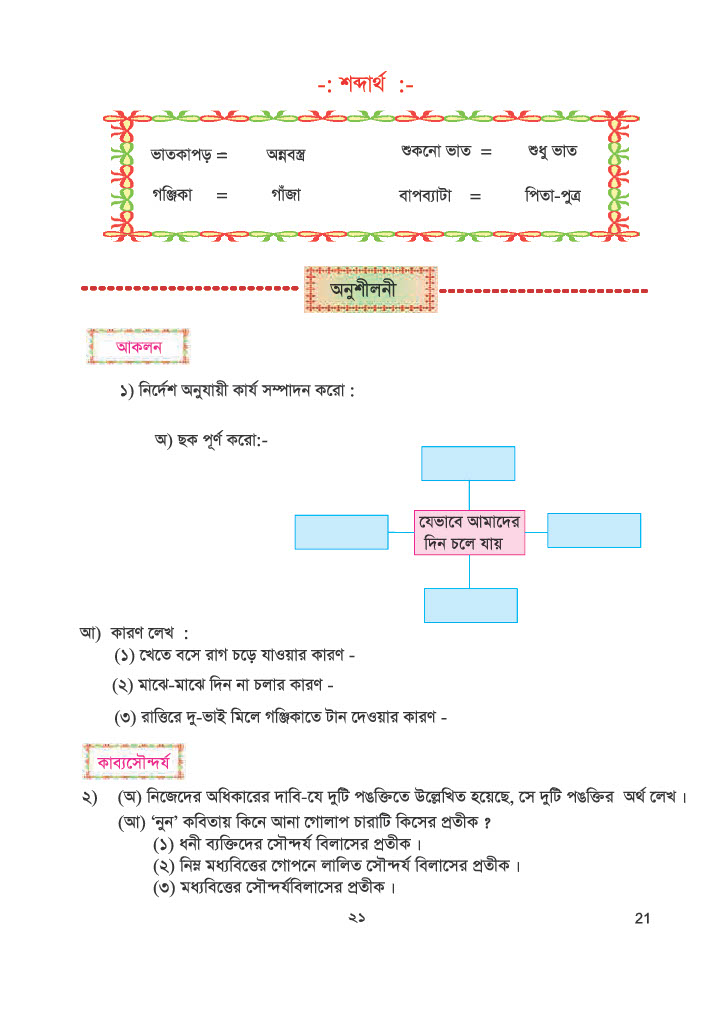 -: শব্দার্থ :-
ভাতকাপড় = অন্নবস্ত্র শুকনো ভাত = শুধু ভাত
গঞ্জিকা = গাঁজা বাপব্যাটা = পিতা-পুত্র
অনুশীলনী
আকলন
১) নির্দেশ অনুযায়ী কার্য সম্পাদন করো :
অ) ছক পূর্ণ করো:-
যেভাবে আমাদের
দিন চলে যায়
আ) কারণ লেখ :
(১) খেতে বসে রাগ চড়ে যাওয়ার কারণ -
(২) মাঝে-মাঝে দিন না চলার কারণ -
(৩) রাত্তিরে দু-ভাই মিলে গঞ্জিকাতে টান দেওয়ার কারণ -
কাব্যসৌন্দর্য
২) (অ) নিজেদের অধিকারের দাবি-যে দুটি পঙক্তিতে উল্লেখিত হয়েছে, সে দুটি পঙক্তির অর্থ লেখ ।
(আ) ‘নুন’ কবিতায় কিনে আনা গোলাপ চারাটি কিসের প্রতীক ?
(১) ধনী ব্যক্তিদের সৌন্দর্য বিলাসের প্রতীক ।
(২) নিম্ন মধ্যবিত্তের গোপনে লালিত সৌন্দর্য বিলাসের প্রতীক ।
(৩) মধ্যবিত্তের সৌন্দর্যবিলাসের প্রতীক ।
২১ 21